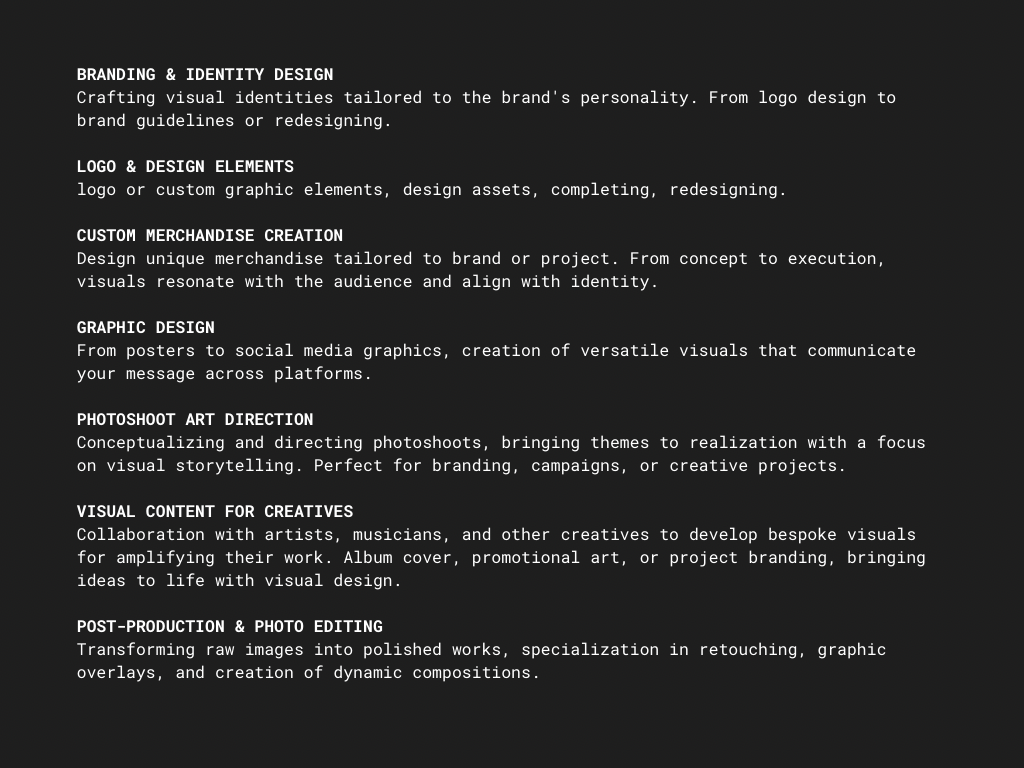 BRANDING & IDENTITY DESIGN
Crafting visual identities tailored to the brand's personality. From logo design to
brand guidelines or redesigning.
LOGO & DESIGN ELEMENTS
logo or custom graphic elements, design assets, completing, redesigning.
CUSTOM MERCHANDISE CREATION
Design unique merchandise tailored to brand or project. From concept to execution,
visuals resonate with the audience and align with identity.
GRAPHIC DESIGN
From posters to social media graphics, creation of versatile visuals that communicate
your message across platforms.
PHOTOSHOOT ART DIRECTION
Conceptualizing and directing photoshoots, bringing themes to realization with a focus
on visual storytelling. Perfect for branding, campaigns, or creative projects.
VISUAL CONTENT FOR CREATIVES
Collaboration with artists, musicians, and other creatives to develop bespoke visuals
for amplifying their work. Album cover, promotional art, or project branding, bringing
ideas to life with visual design.
POST-PRODUCTION & PHOTO EDITING
Transforming raw images into polished works, specialization in retouching, graphic
overlays, and creation of dynamic compositions.